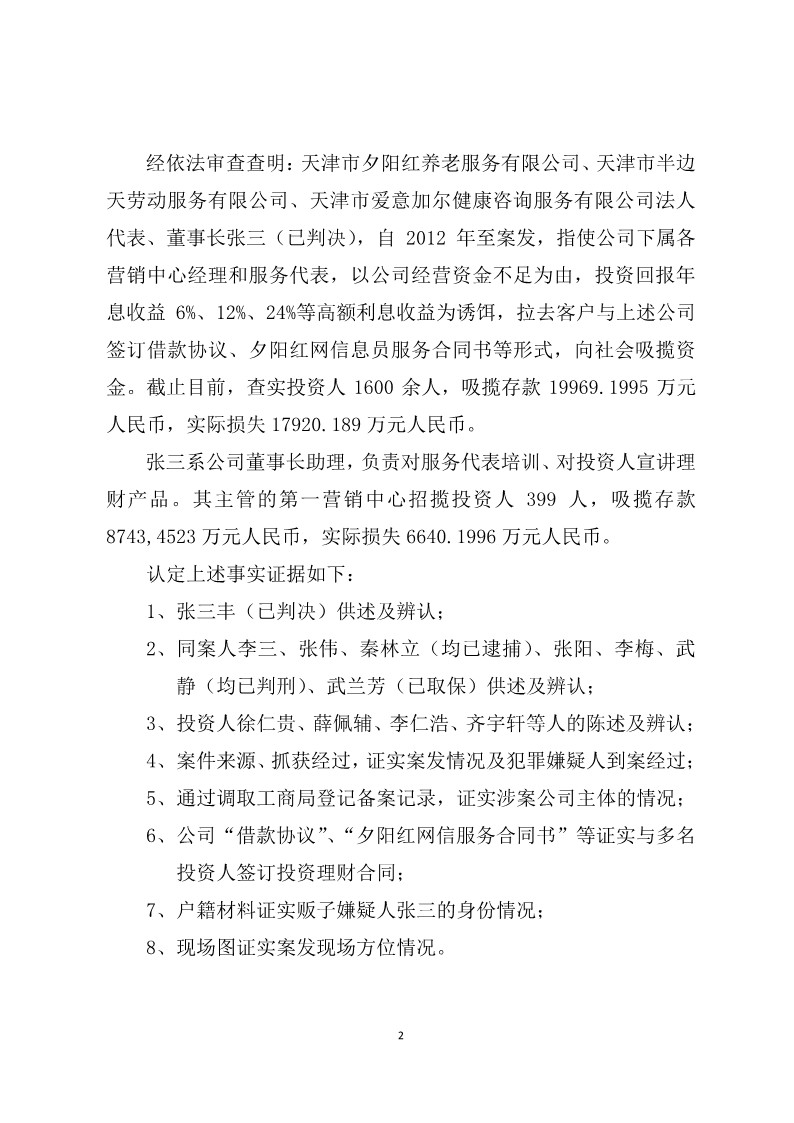 经依法审查查明：天津市夕阳红养老服务有限公司、天津市半边
天劳动服务有限公司、天津市爱意加尔健康咨询服务有限公司法人
代表、董事长张三（已判决），自 2012 年至案发，指使公司下属各
营销中心经理和服务代表，以公司经营资金不足为由，投资回报年
息收益 6%、12%、24%等高额利息收益为诱饵，拉去客户与上述公司
签订借款协议、夕阳红网信息员服务合同书等形式，向社会吸揽资
金。截止目前，查实投资人 1600 余人，吸揽存款 19969.1995 万元
人民币，实际损失 17920.189 万元人民币。
张三系公司董事长助理，负责对服务代表培训、对投资人宣讲理
财产品。其主管的第一营销中心招揽投资人 399 人，吸揽存款
8743,4523 万元人民币，实际损失 6640.1996 万元人民币。
认定上述事实证据如下：
1、张三丰（已判决）供述及辨认；
2、同案人李三、张伟、秦林立（均已逮捕）、张阳、李梅、武
静（均已判刑）、武兰芳（已取保）供述及辨认；
3、投资人徐仁贵、薛佩辅、李仁浩、齐宇轩等人的陈述及辨认；
4、案件来源、抓获经过，证实案发情况及犯罪嫌疑人到案经过；
5、通过调取工商局登记备案记录，证实涉案公司主体的情况；
6、公司“借款协议”、“夕阳红网信服务合同书”等证实与多名
投资人签订投资理财合同；
7、户籍材料证实贩子嫌疑人张三的身份情况；
8、现场图证实案发现场方位情况。
2